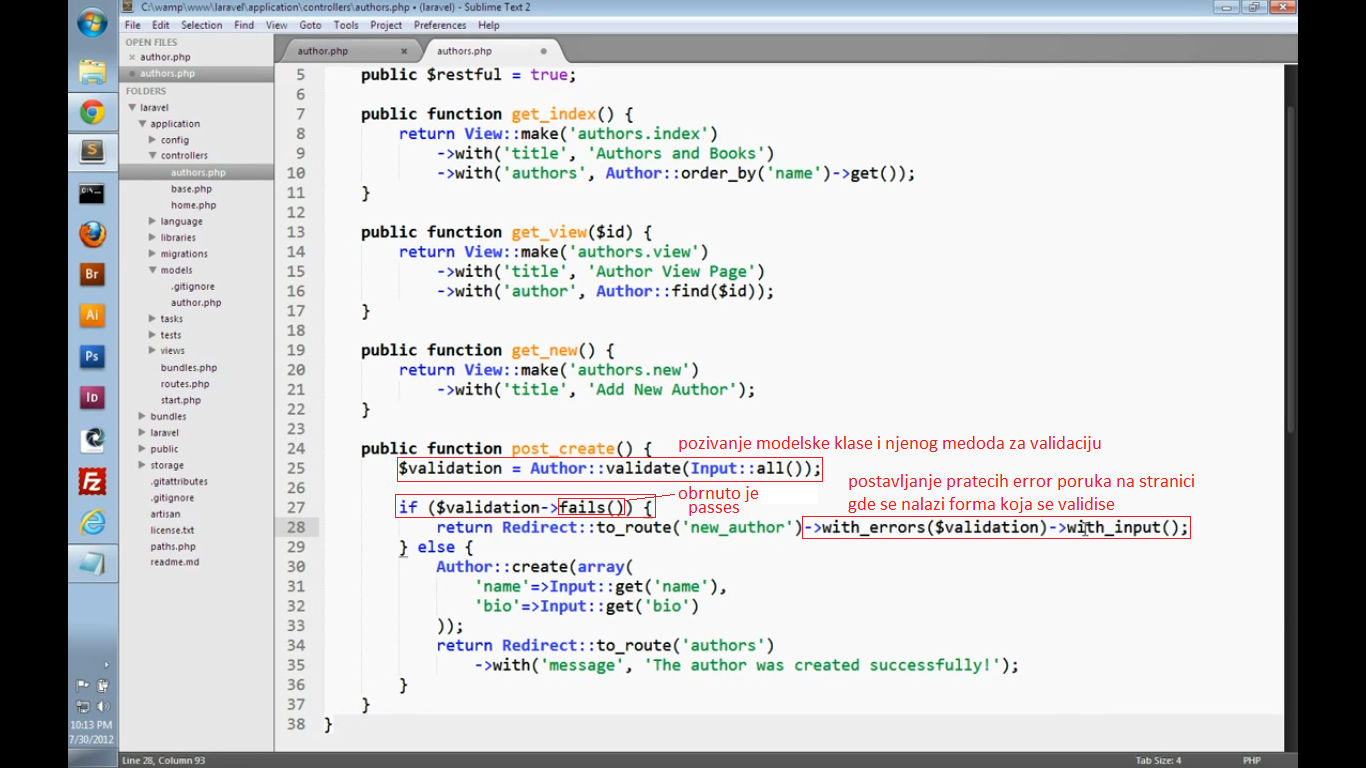 C:\wamp\www\laravel\application\controllers\authors.php • (laravel) - Sublime Text 2
File Edit Selection Find View Goto Tools Project Preferences Help
OPEN FILES
× author.php
authors.php
FOLDERS
laravel
application
config
controllers
authors.php
base.php
home.php
language
libraries
migrations
models
.gitignore
author.php
tasks
tests
views
bundles.php
routes.php
start.php
bundles
laravel
public
storage
.gitattributes
.gitignore
artisan
license.txt
paths.php
readme.md
author.php ×
authors.php
5 public $restful = true;
6
7 public function get_index() {
8 return View::make('authors.index')
9 ->with('title', 'Authors and Books')
10 ->with('authors', Author::order_by('name')->get());
11 }
12
13 public function get_view($id) {
14 return View::make('authors.view')
15 ->with('title', 'Author View Page')
16 ->with('author', Author::find($id));
17 }
18
19 public function get_new() {
20 return View::make('authors.new')
21 ->with('title', 'Add New Author');
22 }
23
24 public function post_create() {
pozivanje modelske klase i njenog medoda za validaciju
25 $validation = Author::validate(Input::all());
26
postavljanje pratecih error poruka na stranici
gde se nalazi forma koja se validise
obrnuto je
passes
27 if ($validation->fails()) {
28 return Redirect::to_route('new_author')->with_errors($validation)->with_input();
29 } else {
30 Author::create(array(
31 'name'=>Input::get('name'),
32 'bio'=>Input::get('bio')
33 ));
34 return Redirect::to_route('authors')
35 ->with('message', 'The author was created successfully!');
36 }
37 }
38 }
Br
Ai
Ps
Id
FZ
10:13 PM
7/30/2012
Line 28, Column 93
Tab Size: 4
PHP